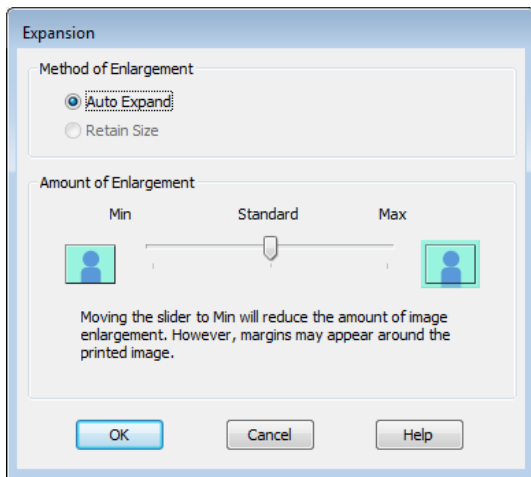 Expansion
Method of Enlargement
Auto Expand
Retain Size
Amount of Enlargement
Min Standard Max
Moving the slider to Min will reduce the amount of image
enlargement. However, margins may appear around the
printed image.
OK Cancel Help